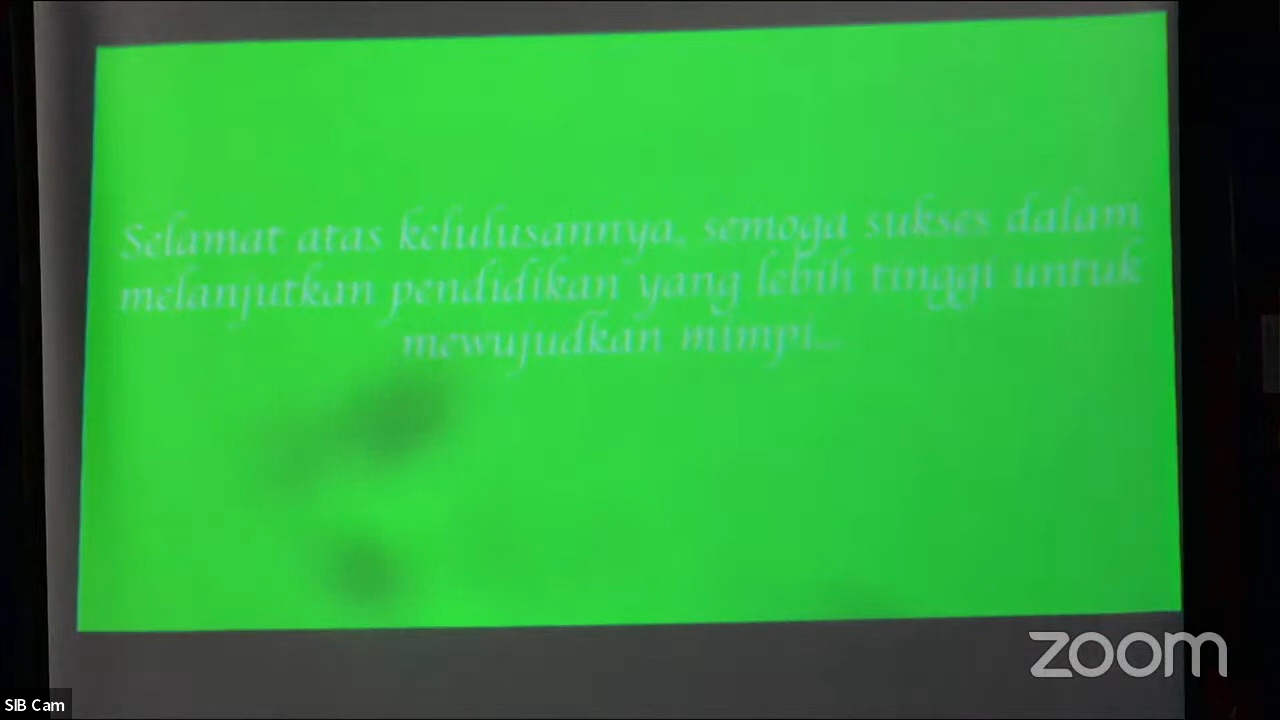 Selamat atas kelulusannya, semoga sukses dalam
melanjutkan pendidikan yang lebih tinggi untuk
mewujudkan mimpi...
zoom
SIB Cam